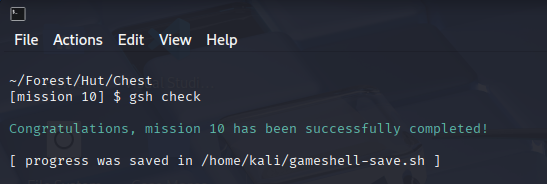 File Actions Edit View Help
~/Forest/Hut/Chest
[mission 10] $ gsh check
Congratulations, mission 10 has been successfully completed!
[ progress was saved in /home/kali/gameshell-save.sh ]